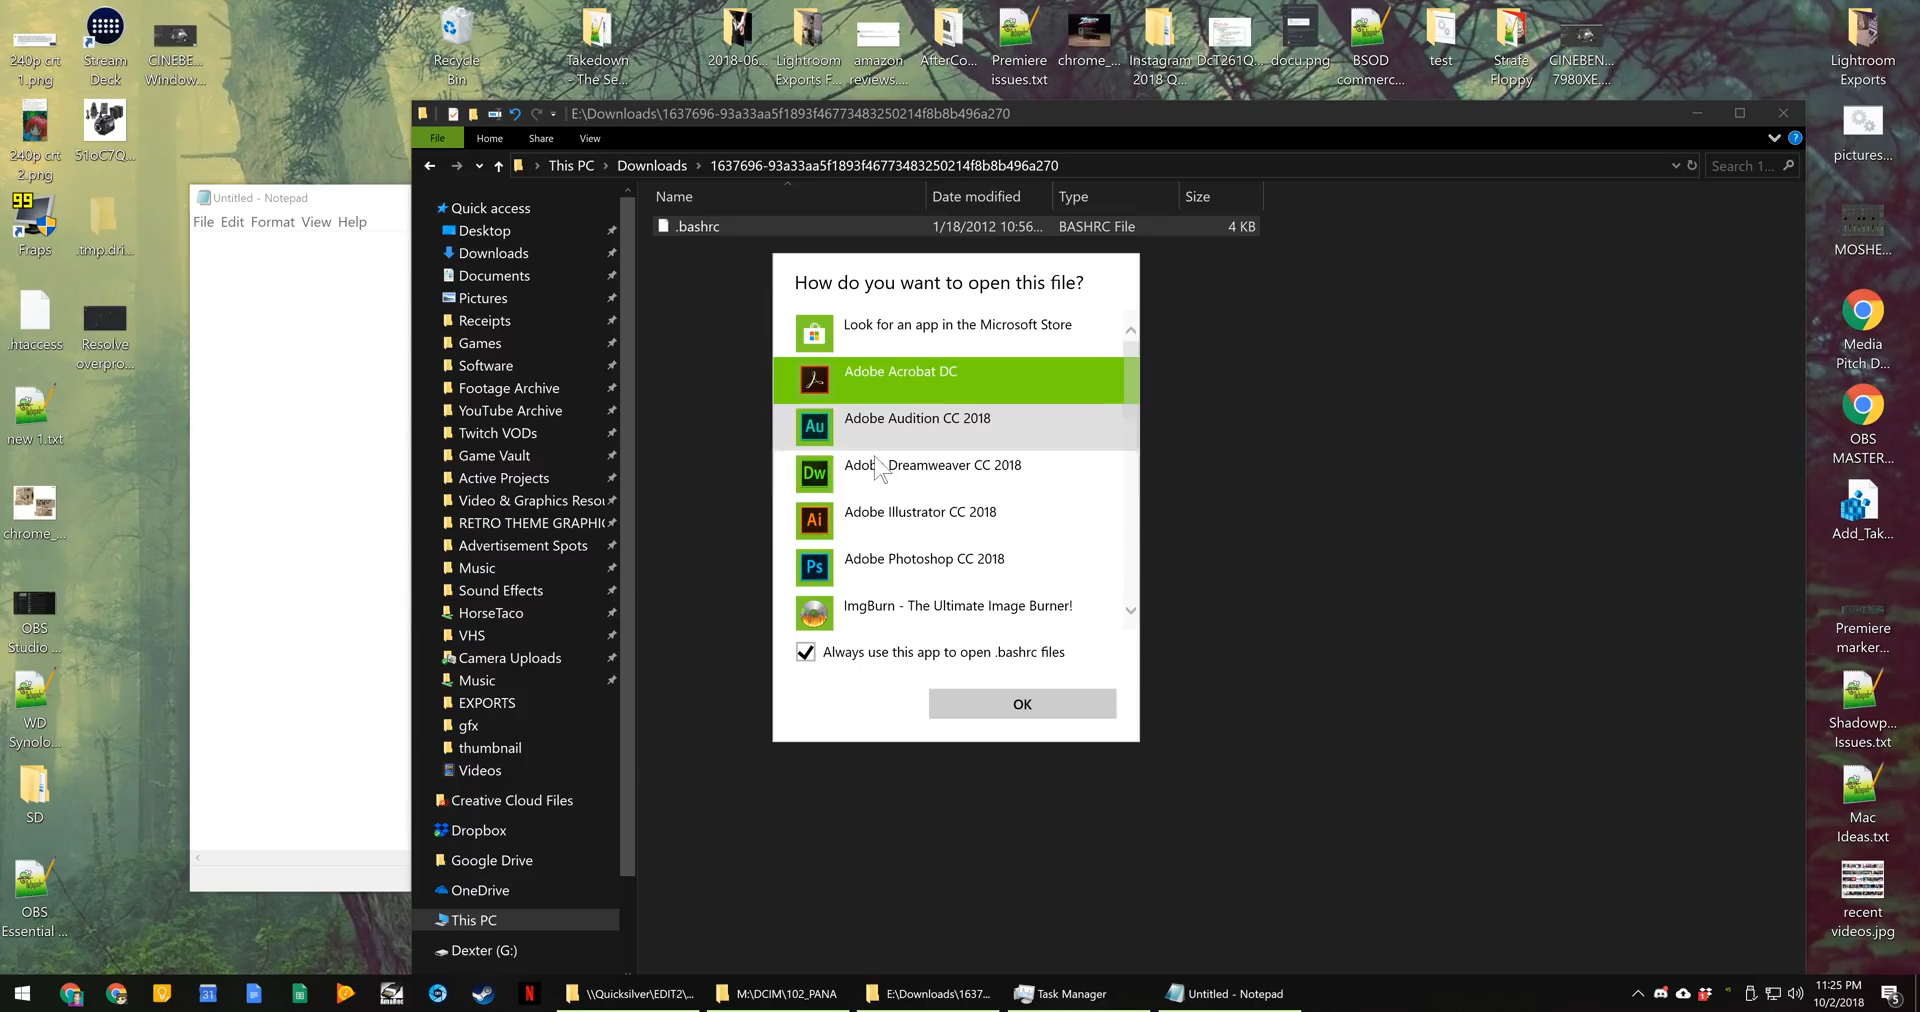 240p crt
1.png
Stream
Deck
CINEBE...
Window...
Recycle
Bin
Takedown
- The Se...
2018-06...
Lightroom
Exports F...
amazon
reviews....
AfterCo...
Premiere
issues.txt
chrome_...
Instagram
2018 Q...
DcT261Q...
docu.png
BSOD
commerc...
test
Strafe
Floppy
CINEBEN...
7980XE....
Lightroom
Exports
240p crt
2.png
51oC7Q...
99
Fraps
.tmp.dri...
.htaccess
Resolve
overpro...
new 1.txt
chrome_...
OBS
Studio ...
WD
Synolo...
SD
OBS
Essential ...
pictures...
MOSHE...
Media
Pitch D...
OBS
MASTER...
Add_Tak...
Premiere
marker...
Shadowp...
Issues.txt
Mac
Ideas.txt
recent
videos.jpg
Untitled - Notepad
File Edit Format View Help
E:\Downloads\1637696-93a33aa5f1893f46773483250214f8b8b496a270
File Home Share View
This PC > Downloads > 1637696-93a33aa5f1893f46773483250214f8b8b496a270
Search 1...
Name Date modified Type Size
.bashrc 1/18/2012 10:56... BASHRC File 4 KB
Quick access
Desktop
Downloads
Documents
Pictures
Receipts
Games
Software
Footage Archive
YouTube Archive
Twitch VODs
Game Vault
Active Projects
Video & Graphics Resou
RETRO THEME GRAPHIC
Advertisement Spots
Music
Sound Effects
HorseTaco
VHS
Camera Uploads
Music
EXPORTS
gfx
thumbnail
Videos
Creative Cloud Files
Dropbox
Google Drive
OneDrive
This PC
Dexter (G:)
How do you want to open this file?
Look for an app in the Microsoft Store
Adobe Acrobat DC
Au Adobe Audition CC 2018
Dw Adobe Dreamweaver CC 2018
Ai Adobe Illustrator CC 2018
Ps Adobe Photoshop CC 2018
ImgBurn - The Ultimate Image Burner!
Always use this app to open .bashrc files
OK
31
N
\\Quicksilver\EDIT2\...
M:\DCIM\102_PANA
E:\Downloads\1637...
Task Manager
Untitled - Notepad
11:25 PM
10/2/2018
5